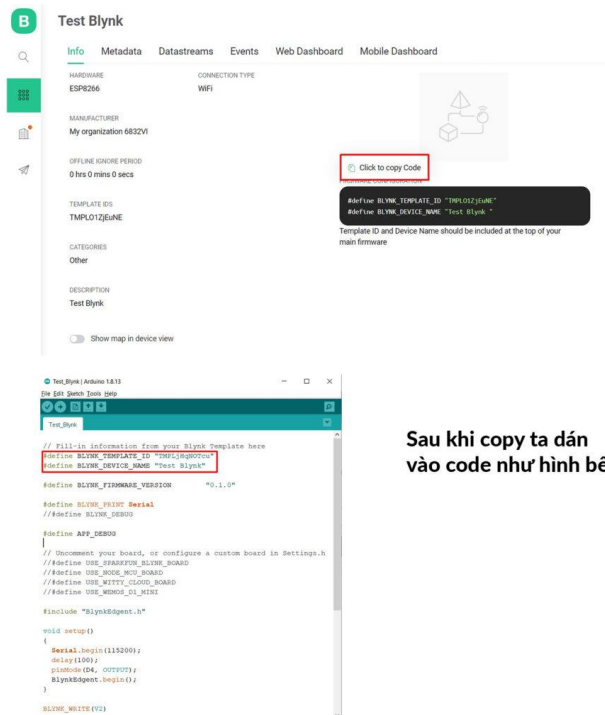 B
Test Blynk
Info Metadata Datastreams Events Web Dashboard Mobile Dashboard
HARDWARE CONNECTION TYPE
ESP8266 WiFi
MANUFACTURER
My organization 6832VI
OFFLINE IGNORE PERIOD
0 hrs 0 mins 0 secs
TEMPLATE IDS
TMPLO1ZjEuNE
CATEGORIES
Other
DESCRIPTION
Test Blynk
Show map in device view
Click to copy Code
FIRMWARE CONFIGURATION
#define BLYNK_TEMPLATE_ID "TMPLO1ZjEuNE"
#define BLYNK_DEVICE_NAME "Test Blynk "
Template ID and Device Name should be included at the top of your
main firmware
Test_Blynk | Arduino 1.8.13
File Edit Sketch Tools Help
Test_Blynk
// Fill-in information from your Blynk Template here
#define BLYNK_TEMPLATE_ID "TMPLjHqNOTcu"
#define BLYNK_DEVICE_NAME "Test Blynk"
#define BLYNK_FIRMWARE_VERSION "0.1.0"
#define BLYNK_PRINT Serial
//#define BLYNK_DEBUG
#define APP_DEBUG
// Uncomment your board, or configure a custom board in Settings.h
//#define USE_SPARKFUN_BLYNK_BOARD
//#define USE_NODE_MCU_BOARD
//#define USE_WITTY_CLOUD_BOARD
//#define USE_WEMOS_D1_MINI
#include "BlynkEdgent.h"
void setup()
{
Serial.begin(115200);
delay(100);
pinMode(D4, OUTPUT);
BlynkEdgent.begin();
}
BLYNK_WRITE(V2)
Sau khi copy ta dán
vào code như hình bê